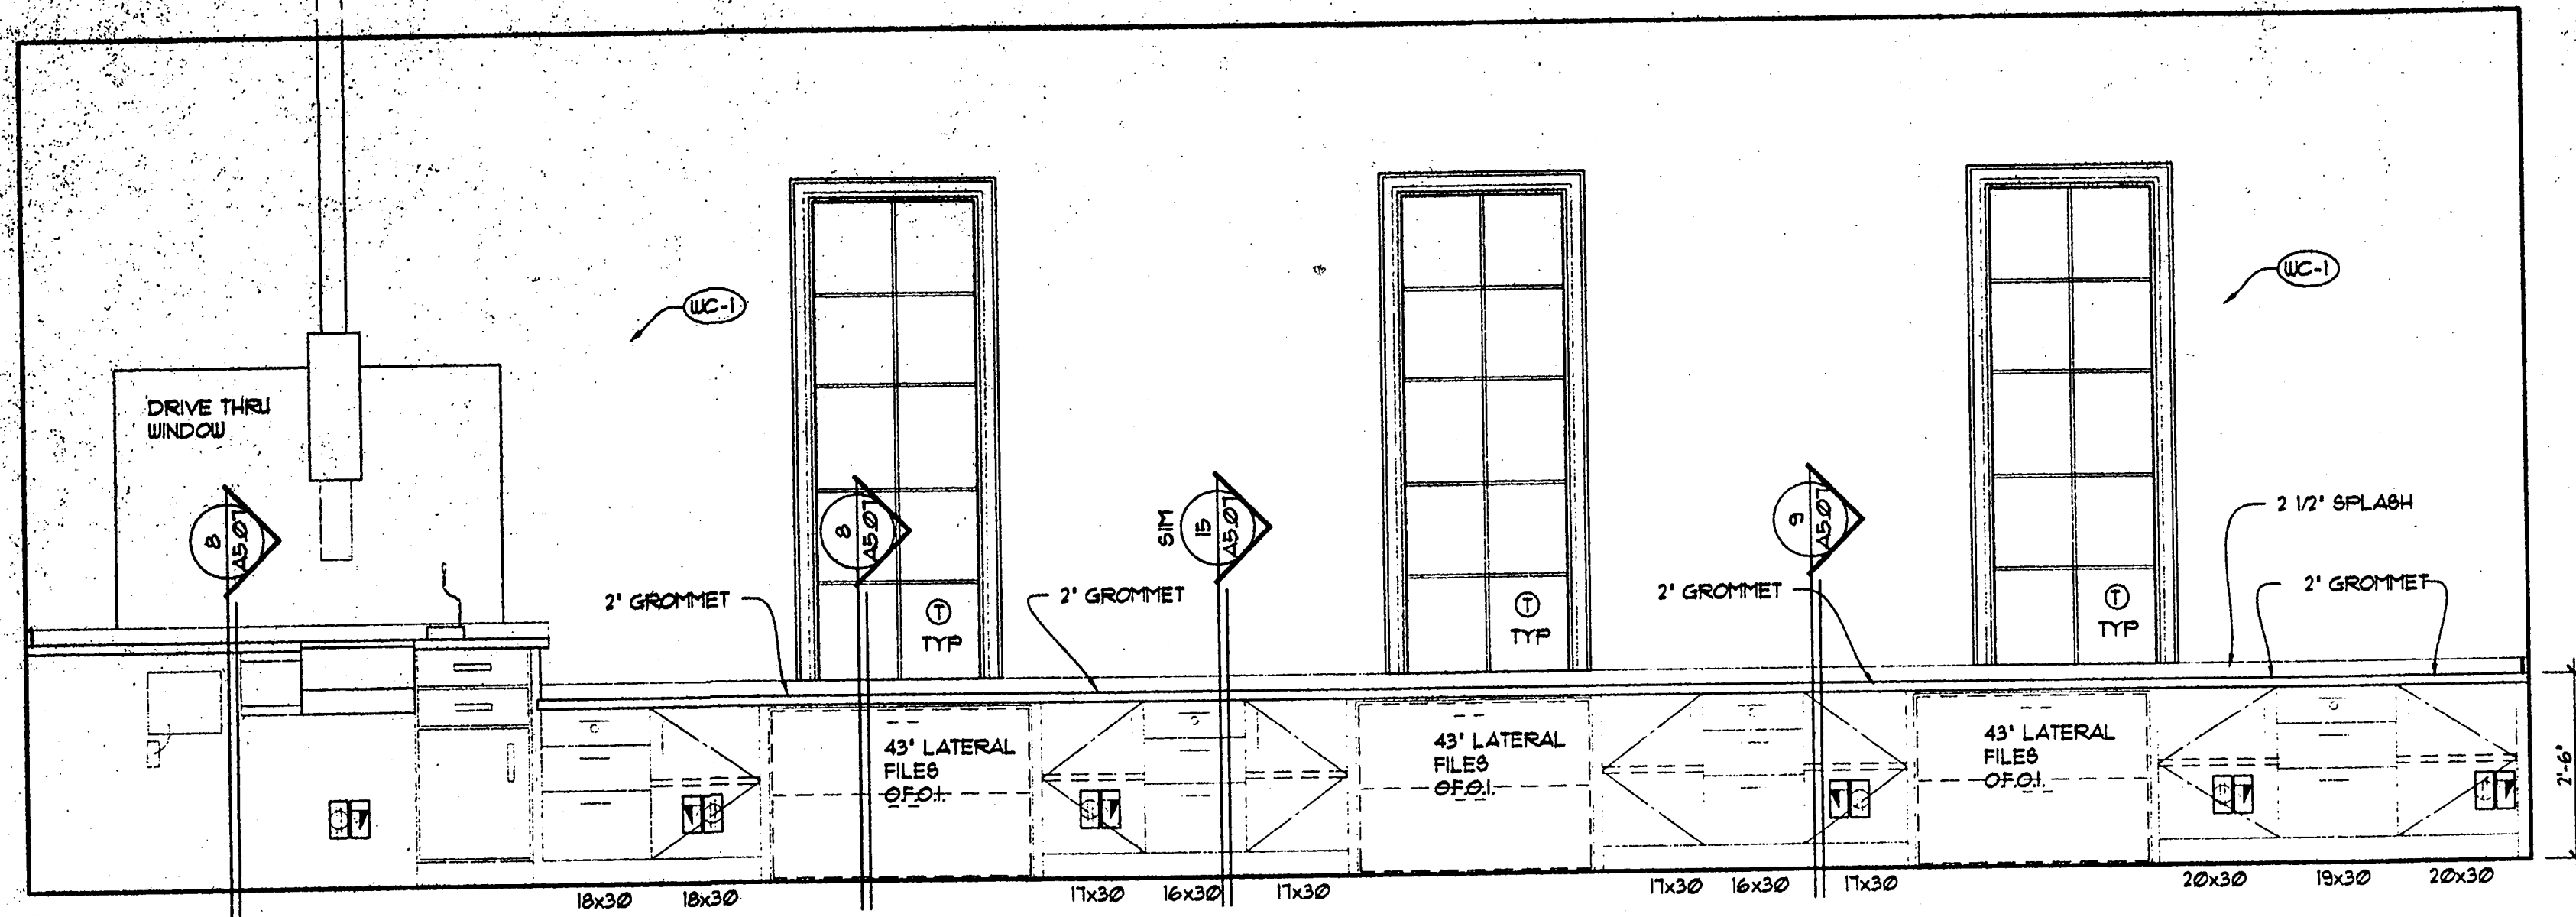 WC-1
WC-1
DRIVE THRU
WINDOW
8
A5.07
8
A5.07
SIM
15
A5.07
9
A5.07
2" GROMMET
2" GROMMET
2" GROMMET
2 1/2" SPLASH
2" GROMMET
T
TYP
T
TYP
T
TYP
43" LATERAL
FILES
O.F.O.I.
43" LATERAL
FILES
O.F.O.I.
43" LATERAL
FILES
O.F.O.I.
2'-6"
18x30 18x30 17x30 16x30 17x30 17x30 16x30 17x30 20x30 19x30 20x30